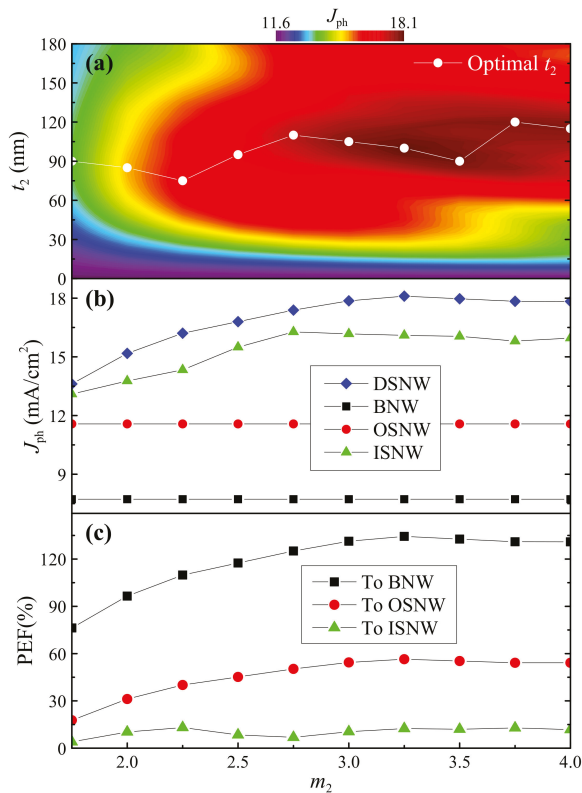 11.6 J_ph 18.1
(a)
Optimal t₂
180
150
120
90
60
30
0
t₂ (nm)
(b)
18
15
12
9
J_ph (mA/cm²)
DSNW
BNW
OSNW
ISNW
(c)
120
90
60
30
0
PEF(%)
To BNW
To OSNW
To ISNW
2.0 2.5 3.0 3.5 4.0
m₂